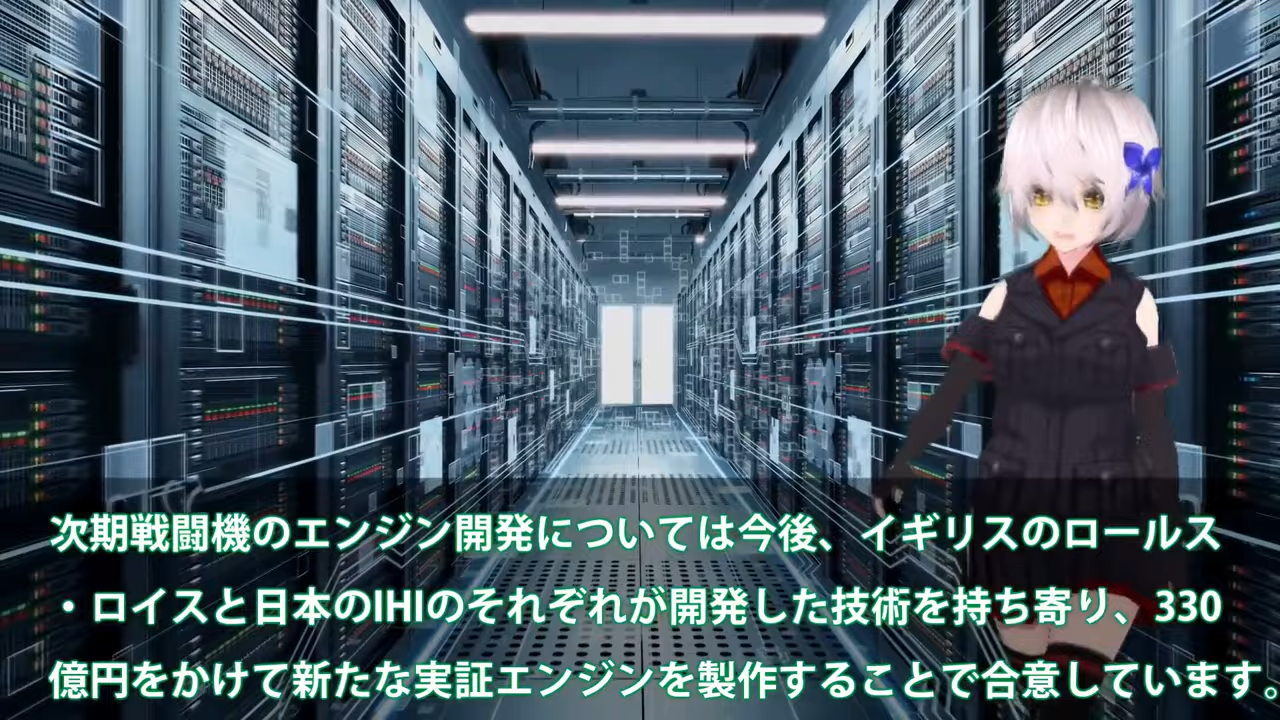 次期戦闘機のエンジン開発については今後、イギリスのロールス
・ロイスと日本のIHIのそれぞれが開発した技術を持ち寄り、330
億円をかけて新たな実証エンジンを製作することで合意しています。